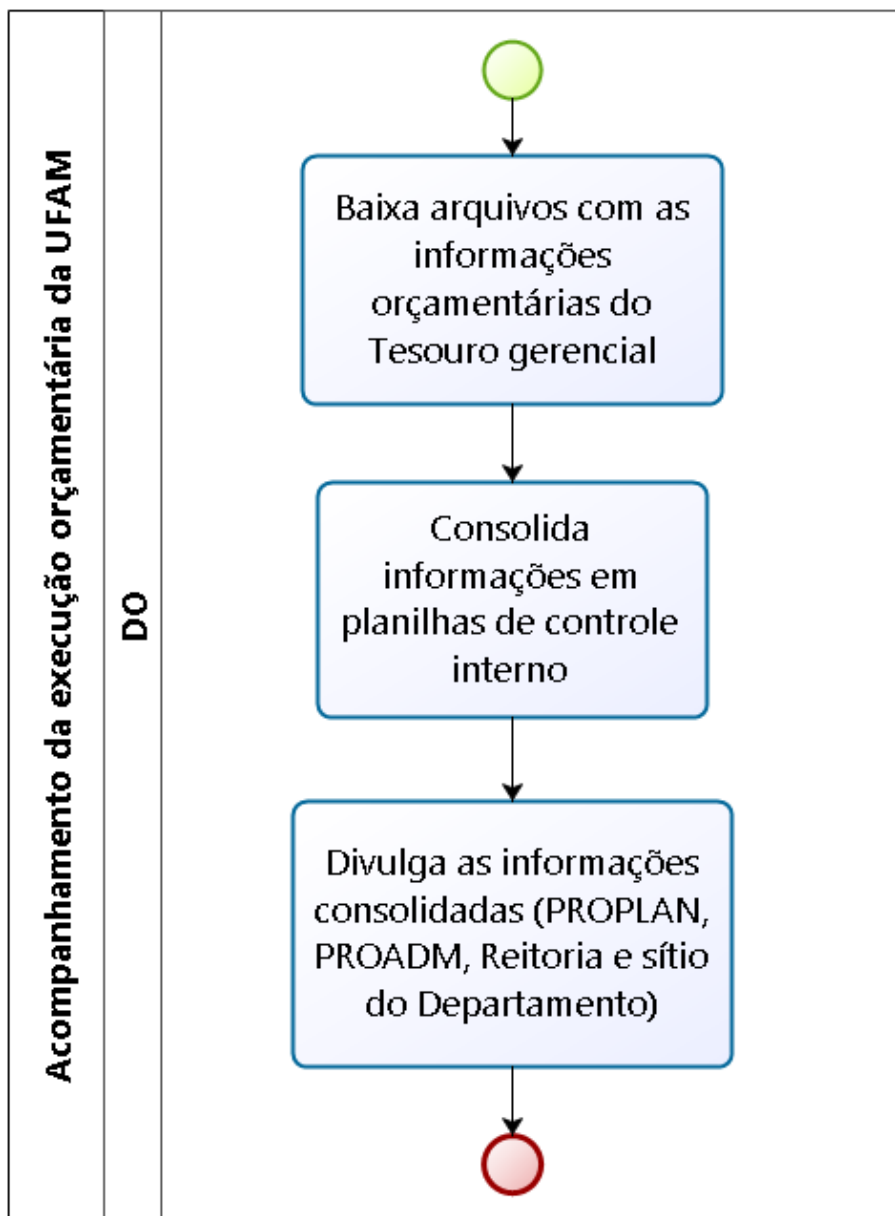 Acompanhamento da execução orçamentária da UFAM
DO
Baixa arquivos com as
informações
orçamentárias do
Tesouro gerencial
Consolida
informações em
planilhas de controle
interno
Divulga as informações
consolidadas (PROPLAN,
PROADM, Reitoria e sítio
do Departamento)